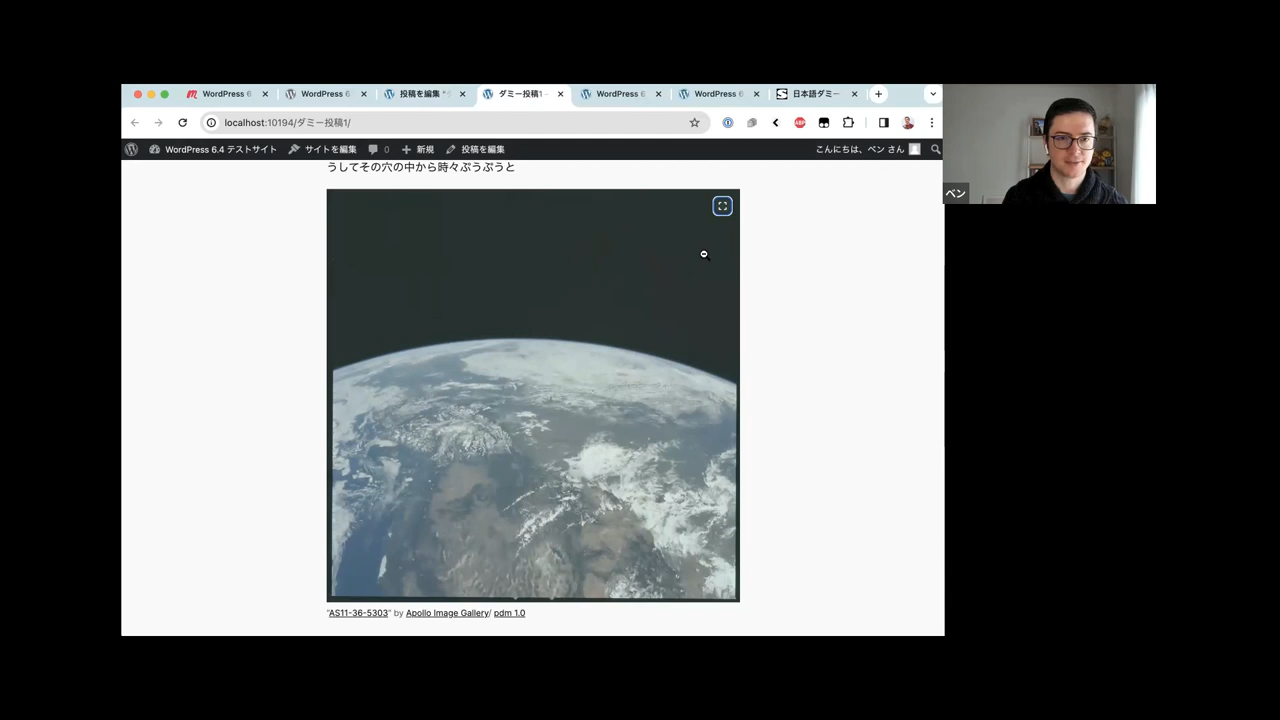 WordPress 6
WordPress 6
投稿を編集 "
ダミー投稿1 -
WordPress 6
WordPress 6
日本語ダミー
localhost:10194/ダミー投稿1/
ABP
WordPress 6.4 テストサイト
サイトを編集
0
新規
投稿を編集
こんにちは、ベン さん
うしてその穴の中から時々ぷうぷうと
ベン
"AS11-36-5303" by Apollo Image Gallery/ pdm 1.0